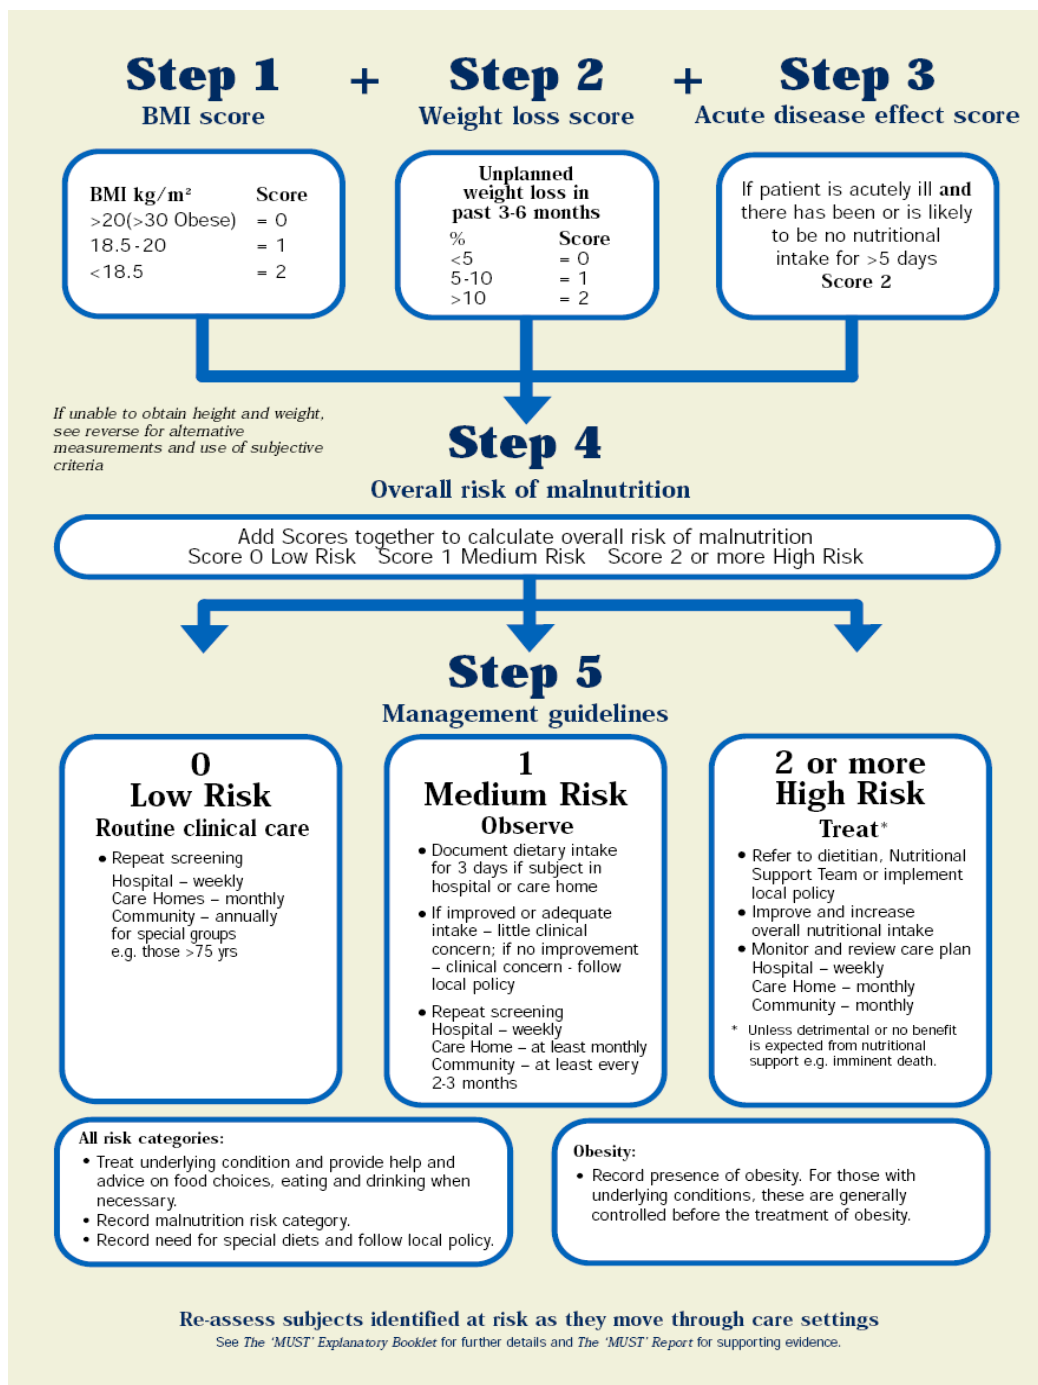 Step 1 + Step 2 + Step 3
BMI score
Weight loss score
Acute disease effect score
BMI kg/m² Score
>20(>30 Obese) = 0
18.5-20 = 1
<18.5 = 2
Unplanned
weight loss in
past 3-6 months
% Score
<5 = 0
5-10 = 1
>10 = 2
If patient is acutely ill and
there has been or is likely
to be no nutritional
intake for >5 days
Score 2
If unable to obtain height and weight,
see reverse for alternative
measurements and use of subjective
criteria
Step 4
Overall risk of malnutrition
Add Scores together to calculate overall risk of malnutrition
Score 0 Low Risk Score 1 Medium Risk Score 2 or more High Risk
Step 5
Management guidelines
0
Low Risk
Routine clinical care
• Repeat screening
Hospital – weekly
Care Homes – monthly
Community – annually
for special groups
e.g. those >75 yrs
1
Medium Risk
Observe
• Document dietary intake
for 3 days if subject in
hospital or care home
• If improved or adequate
intake – little clinical
concern; if no improvement
– clinical concern - follow
local policy
• Repeat screening
Hospital – weekly
Care Home – at least monthly
Community – at least every
2-3 months
2 or more
High Risk
Treat*
• Refer to dietitian, Nutritional
Support Team or implement
local policy
• Improve and increase
overall nutritional intake
• Monitor and review care plan
Hospital – weekly
Care Home – monthly
Community – monthly
* Unless detrimental or no benefit
is expected from nutritional
support e.g. imminent death.
All risk categories:
• Treat underlying condition and provide help and
advice on food choices, eating and drinking when
necessary.
• Record malnutrition risk category.
• Record need for special diets and follow local policy.
Obesity:
• Record presence of obesity. For those with
underlying conditions, these are generally
controlled before the treatment of obesity.
Re-assess subjects identified at risk as they move through care settings
See The ‘MUST’ Explanatory Booklet for further details and The ‘MUST’ Report for supporting evidence.